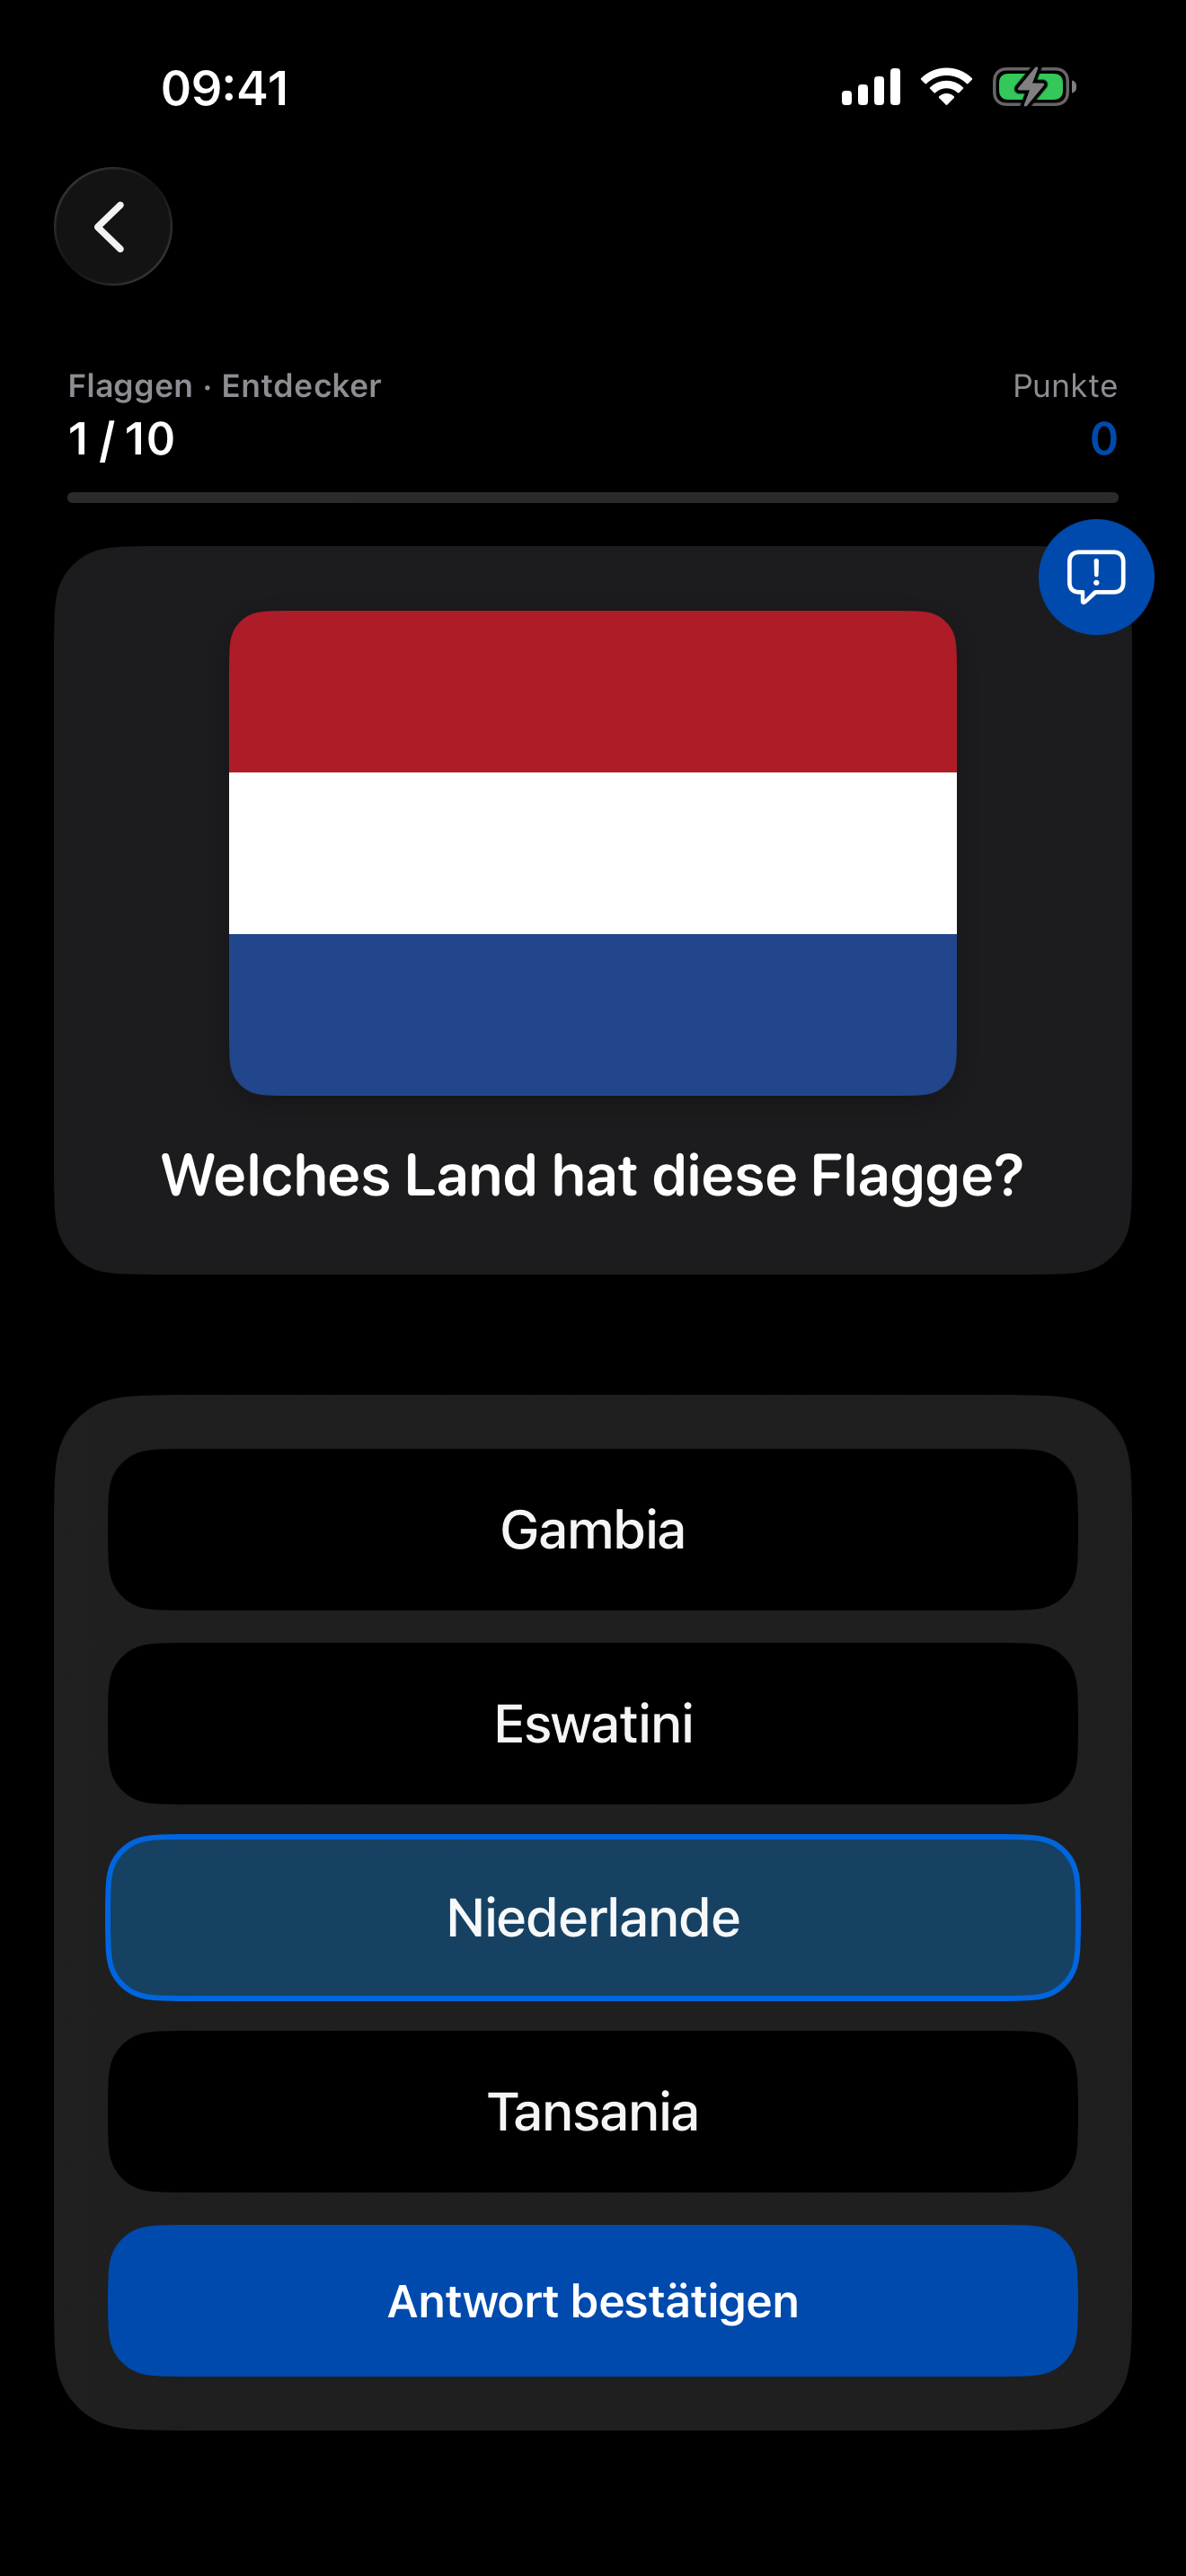 09:41
Flaggen · Entdecker
Punkte
1 / 10
0
Welches Land hat diese Flagge?
Gambia
Eswatini
Niederlande
Tansania
Antwort bestätigen